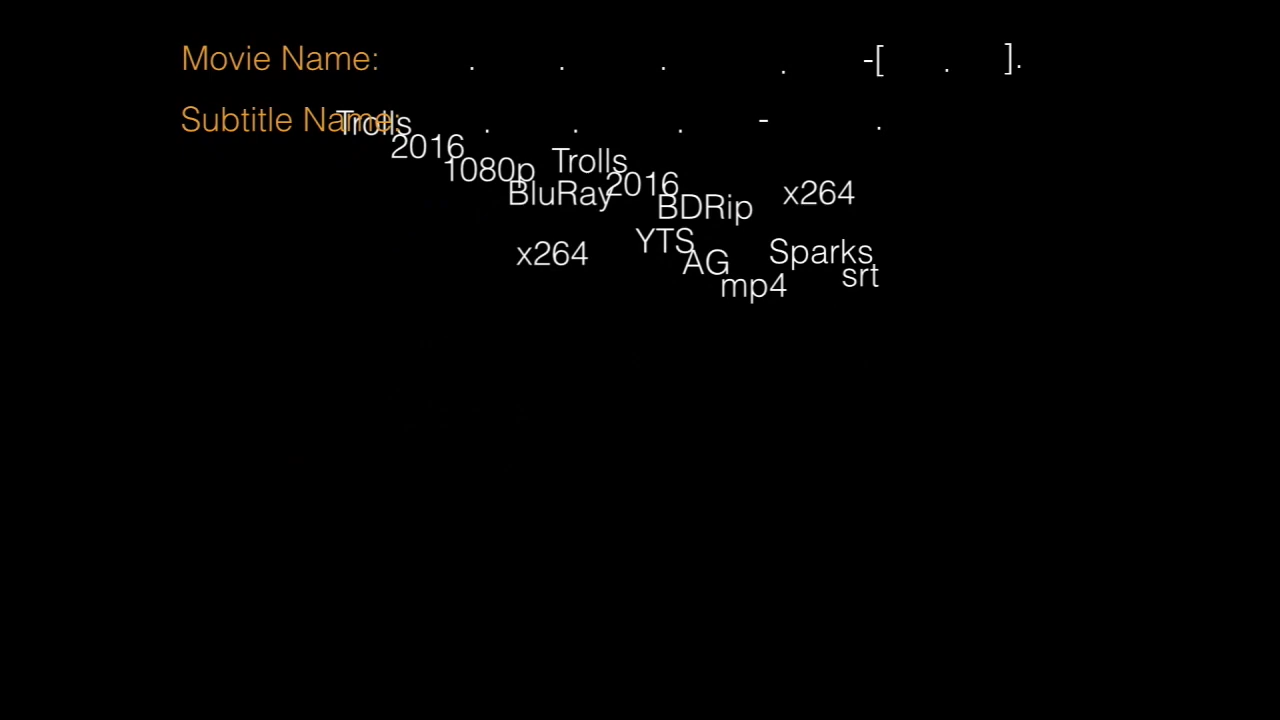 Movie Name: . . . . -[ . ].
Subtitle Name: . . . - .
Trolls
2016
1080p
BluRay
x264
YTS
AG
mp4
Trolls
2016
BDRip
x264
Sparks
srt